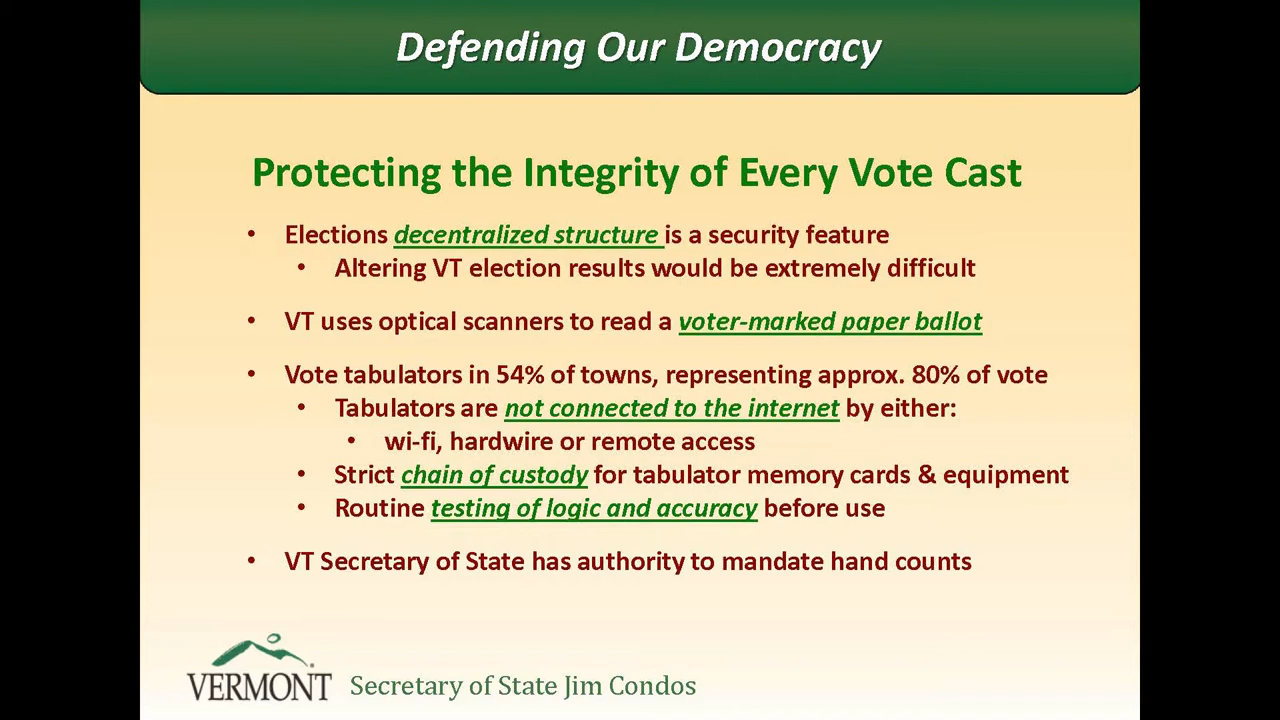 Defending Our Democracy
Protecting the Integrity of Every Vote Cast
• Elections decentralized structure is a security feature
• Altering VT election results would be extremely difficult
• VT uses optical scanners to read a voter-marked paper ballot
• Vote tabulators in 54% of towns, representing approx. 80% of vote
• Tabulators are not connected to the internet by either:
• wi-fi, hardwire or remote access
• Strict chain of custody for tabulator memory cards & equipment
• Routine testing of logic and accuracy before use
• VT Secretary of State has authority to mandate hand counts
VERMONT Secretary of State Jim Condos